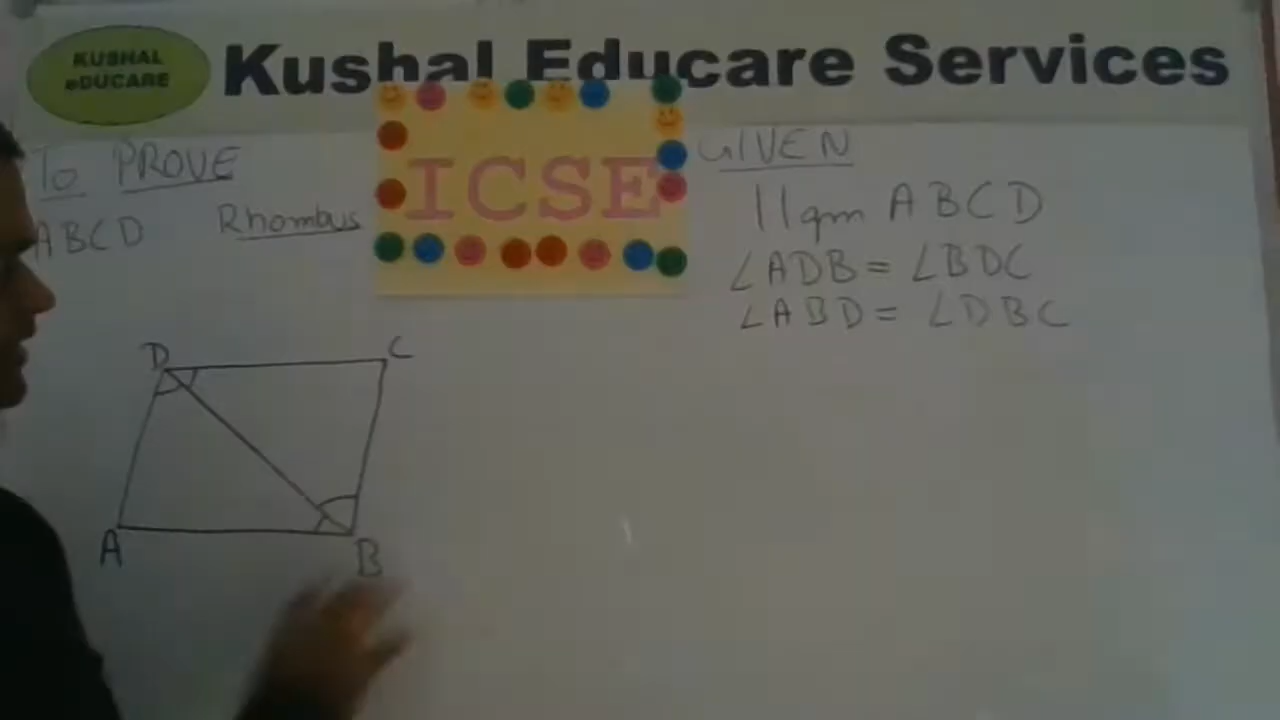 KUSHAL
eDUCARE
Kushal Educare Services
To PROVE
ABCD Rhombus
ICSE
GIVEN
||gm ABCD
∠ADB = ∠BDC
∠ABD = ∠DBC
D
C
A
B